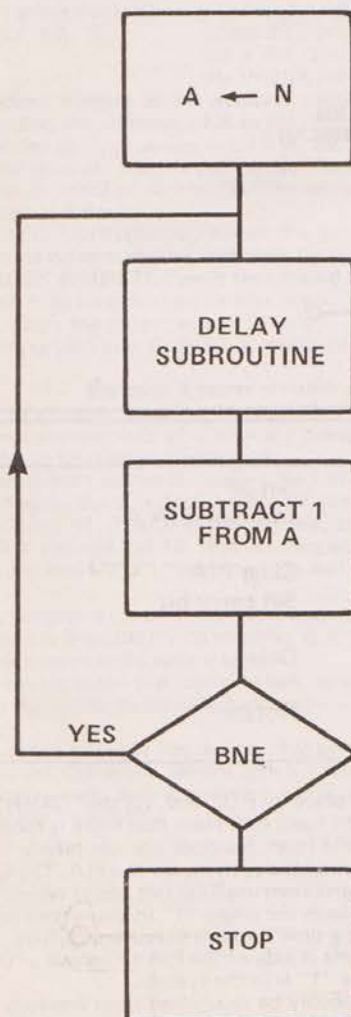 A ← N
DELAY
SUBROUTINE
SUBTRACT 1
FROM A
YES
BNE
STOP